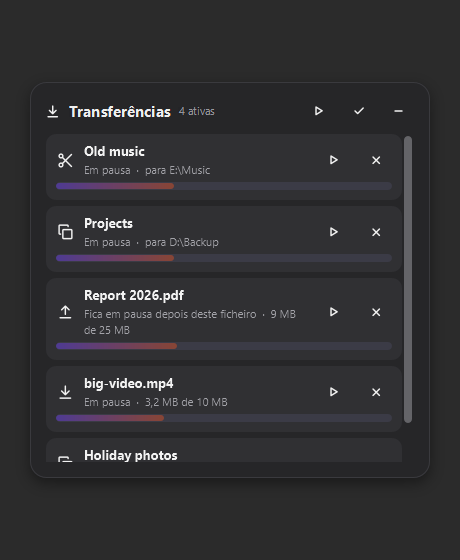 Transferências 4 ativas
Old music
Em pausa · para E:\Music
Projects
Em pausa · para D:\Backup
Report 2026.pdf
Fica em pausa depois deste ficheiro · 9 MB
de 25 MB
big-video.mp4
Em pausa · 3,2 MB de 10 MB
Holiday photos